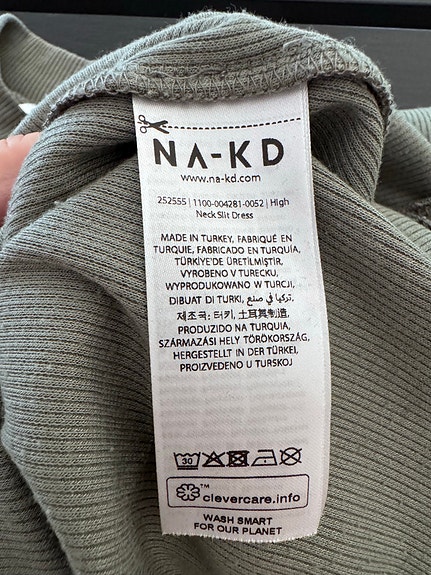 NA-KD
www.na-kd.com
252555 | 1100-004281-0052 | High
Neck Slit Dress
MADE IN TURKEY, FABRIQUÉ EN
TURQUIE, FABRICADO EN TURQUÍA,
TÜRKİYE'DE ÜRETİLMİŞTİR,
VYROBENO V TURECKU,
WYPRODUKOWANO W TURCJI,
DIBUAT DI TURKI, تركيا في صنع,
제조국: 터키, 土耳其制造,
PRODUZIDO NA TURQUIA,
SZÁRMAZÁSI HELY TÖRÖKORSZÁG,
HERGESTELLT IN DER TÜRKEI,
PROIZVEDENO U TURSKOJ
30
clevercare.info
TM
WASH SMART
FOR OUR PLANET